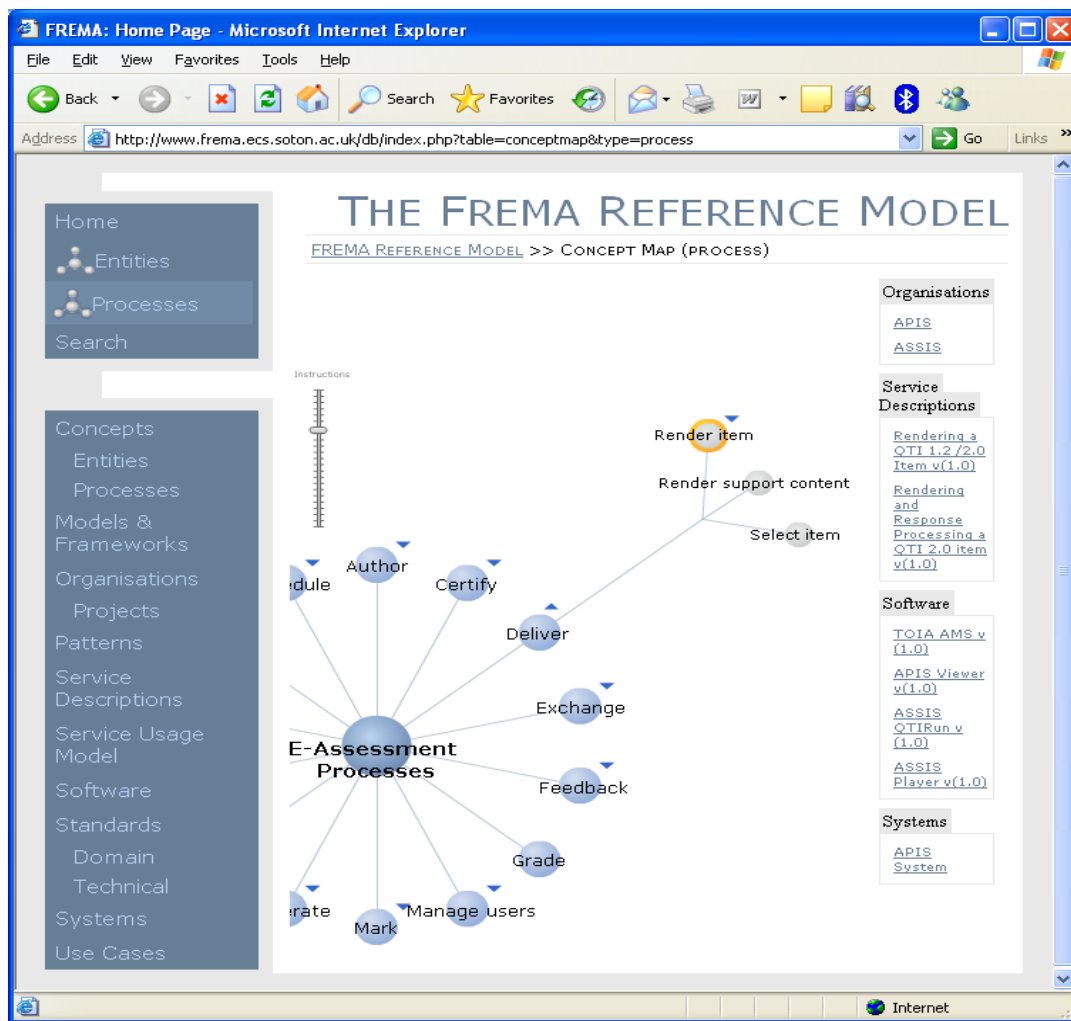 FREMA: Home Page - Microsoft Internet Explorer
File Edit View Favorites Tools Help
Back Search Favorites
Address http://www.frema.ecs.soton.ac.uk/db/index.php?table=conceptmap&type=process Go Links »
THE FREMA REFERENCE MODEL
FREMA REFERENCE MODEL >> CONCEPT MAP (PROCESS)
Home
Entities
Processes
Search
Concepts
Entities
Processes
Models &
Frameworks
Organisations
Projects
Patterns
Service
Descriptions
Service Usage
Model
Software
Standards
Domain
Technical
Systems
Use Cases
Instructions
Render item
Render support content
Select item
edule
Author
Certify
Deliver
Exchange
E-Assessment
Processes
Feedback
Grade
erate
Mark
Manage users
Organisations
APIS
ASSIS
Service
Descriptions
Rendering a
QTI 1.2/2.0
Item v(1.0)
Rendering
and
Response
Processing a
QTI 2.0 item
v(1.0)
Software
TOIA AMS v
(1.0)
APIS Viewer
v(1.0)
ASSIS
QTIRun v
(1.0)
ASSIS
Player v(1.0)
Systems
APIS
System
Internet